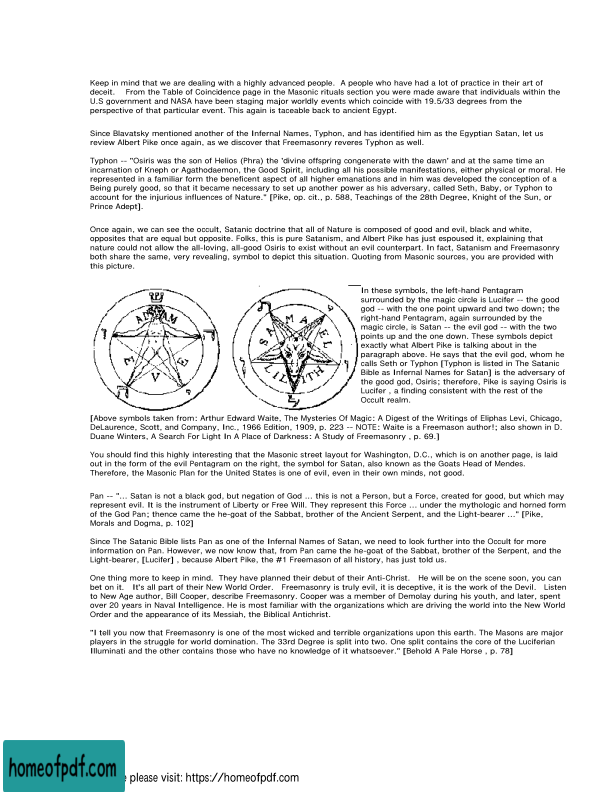 Keep in mind that we are dealing with a highly advanced people. A people who have had a lot of practice in their art of
deceit. From the Table of Coincidence page in the Masonic rituals section you were made aware that individuals within the
U.S government and NASA have been staging major worldly events which coincide with 19.5/33 degrees from the
perspective of that particular event. This again is taceable back to ancient Egypt.
Since Blavatsky mentioned another of the Infernal Names, Typhon, and has identified him as the Egyptian Satan, let us
review Albert Pike once again, as we discover that Freemasonry reveres Typhon as well.
Typhon -- "Osiris was the son of Helios (Phra) the 'divine offspring congenerate with the dawn' and at the same time an
incarnation of Kneph or Agathodaemon, the Good Spirit, including all his possible manifestations, either physical or moral. He
represented in a familiar form the beneficent aspect of all higher emanations and in him was developed the conception of a
Being purely good, so that it became necessary to set up another power as his adversary, called Seth, Baby, or Typhon to
account for the injurious influences of Nature." [Pike, op. cit., p. 588, Teachings of the 28th Degree, Knight of the Sun, or
Prince Adept].
Once again, we can see the occult, Satanic doctrine that all of Nature is composed of good and evil, black and white,
opposites that are equal but opposite. Folks, this is pure Satanism, and Albert Pike has just espoused it, explaining that
nature could not allow the all-loving, all-good Osiris to exist without an evil counterpart. In fact, Satanism and Freemasonry
both share the same, very revealing, symbol to depict this situation. Quoting from Masonic sources, you are provided with
this picture.
ADAM
E V E
SAMAEL
LILITH
In these symbols, the left-hand Pentagram
surrounded by the magic circle is Lucifer -- the good
god -- with the one point upward and two down; the
right-hand Pentagram, again surrounded by the
magic circle, is Satan -- the evil god -- with the two
points up and the one down. These symbols depict
exactly what Albert Pike is talking about in the
paragraph above. He says that the evil god, whom he
calls Seth or Typhon [Typhon is listed in The Satanic
Bible as Infernal Names for Satan] is the adversary of
the good god, Osiris; therefore, Pike is saying Osiris is
Lucifer , a finding consistent with the rest of the
Occult realm.
[Above symbols taken from: Arthur Edward Waite, The Mysteries Of Magic: A Digest of the Writings of Eliphas Levi, Chicago,
DeLaurence, Scott, and Company, Inc., 1966 Edition, 1909, p. 223 -- NOTE: Waite is a Freemason author!; also shown in D.
Duane Winters, A Search For Light In A Place of Darkness: A Study of Freemasonry , p. 69.]
You should find this highly interesting that the Masonic street layout for Washington, D.C., which is on another page, is laid
out in the form of the evil Pentagram on the right, the symbol for Satan, also known as the Goats Head of Mendes.
Therefore, the Masonic Plan for the United States is one of evil, even in their own minds, not good.
Pan -- "... Satan is not a black god, but negation of God ... this is not a Person, but a Force, created for good, but which may
represent evil. It is the instrument of Liberty or Free Will. They represent this Force ... under the mythologic and horned form
of the God Pan; thence came the he-goat of the Sabbat, brother of the Ancient Serpent, and the Light-bearer ..." [Pike,
Morals and Dogma, p. 102]
Since The Satanic Bible lists Pan as one of the Infernal Names of Satan, we need to look further into the Occult for more
information on Pan. However, we now know that, from Pan came the he-goat of the Sabbat, brother of the Serpent, and the
Light-bearer, [Lucifer] , because Albert Pike, the #1 Freemason of all history, has just told us.
One thing more to keep in mind. They have planned their debut of their Anti-Christ. He will be on the scene soon, you can
bet on it. It's all part of their New World Order. Freemasonry is truly evil, it is deceptive, it is the work of the Devil. Listen
to New Age author, Bill Cooper, describe Freemasonry. Cooper was a member of Demolay during his youth, and later, spent
over 20 years in Naval Intelligence. He is most familiar with the organizations which are driving the world into the New World
Order and the appearance of its Messiah, the Biblical Antichrist.
"I tell you now that Freemasonry is one of the most wicked and terrible organizations upon this earth. The Masons are major
players in the struggle for world domination. The 33rd Degree is split into two. One split contains the core of the Luciferian
Illuminati and the other contains those who have no knowledge of it whatsoever." [Behold A Pale Horse , p. 78]
homeofpdf.com
please visit: https://homeofpdf.com